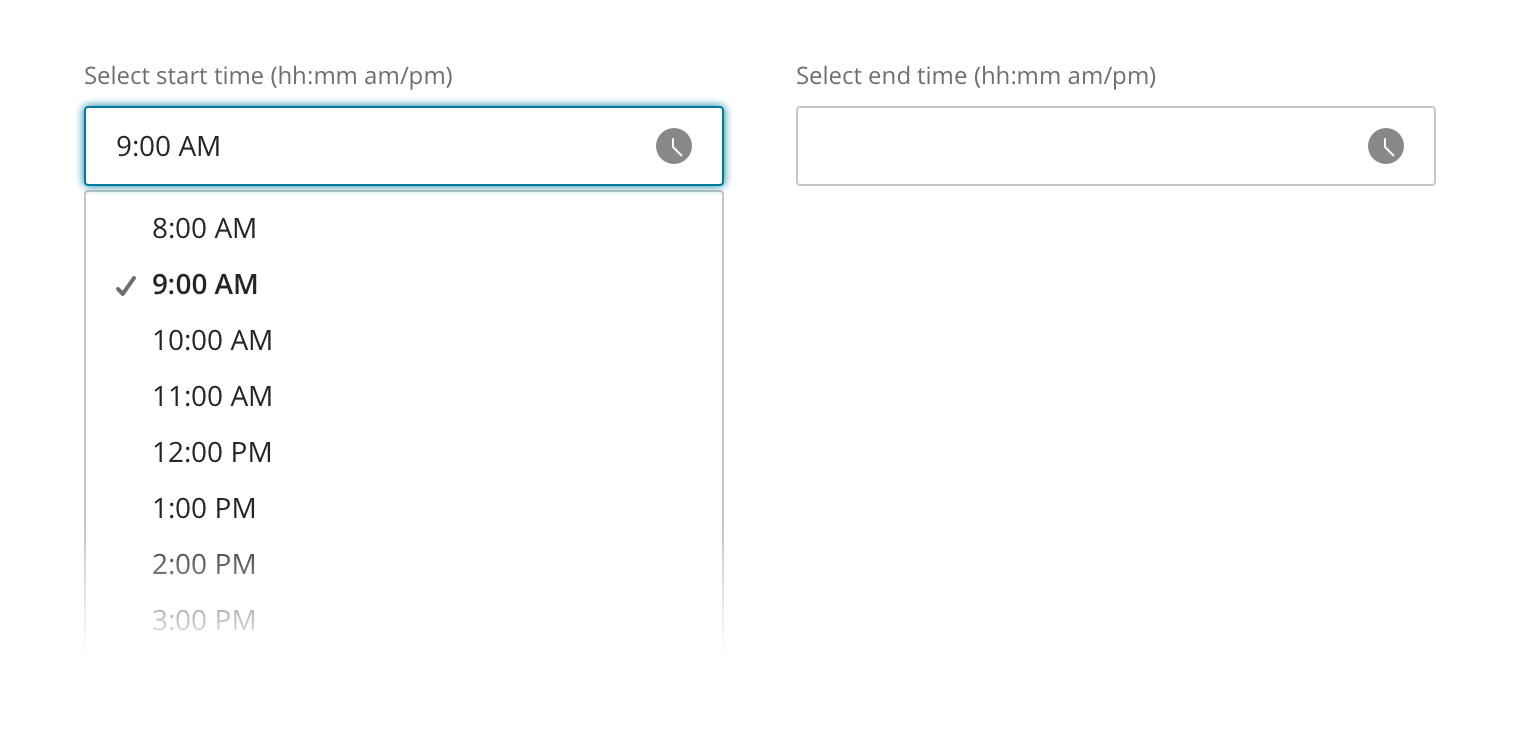 Select start time (hh:mm am/pm)
9:00 AM
8:00 AM
9:00 AM
10:00 AM
11:00 AM
12:00 PM
1:00 PM
2:00 PM
3:00 PM
Select end time (hh:mm am/pm)